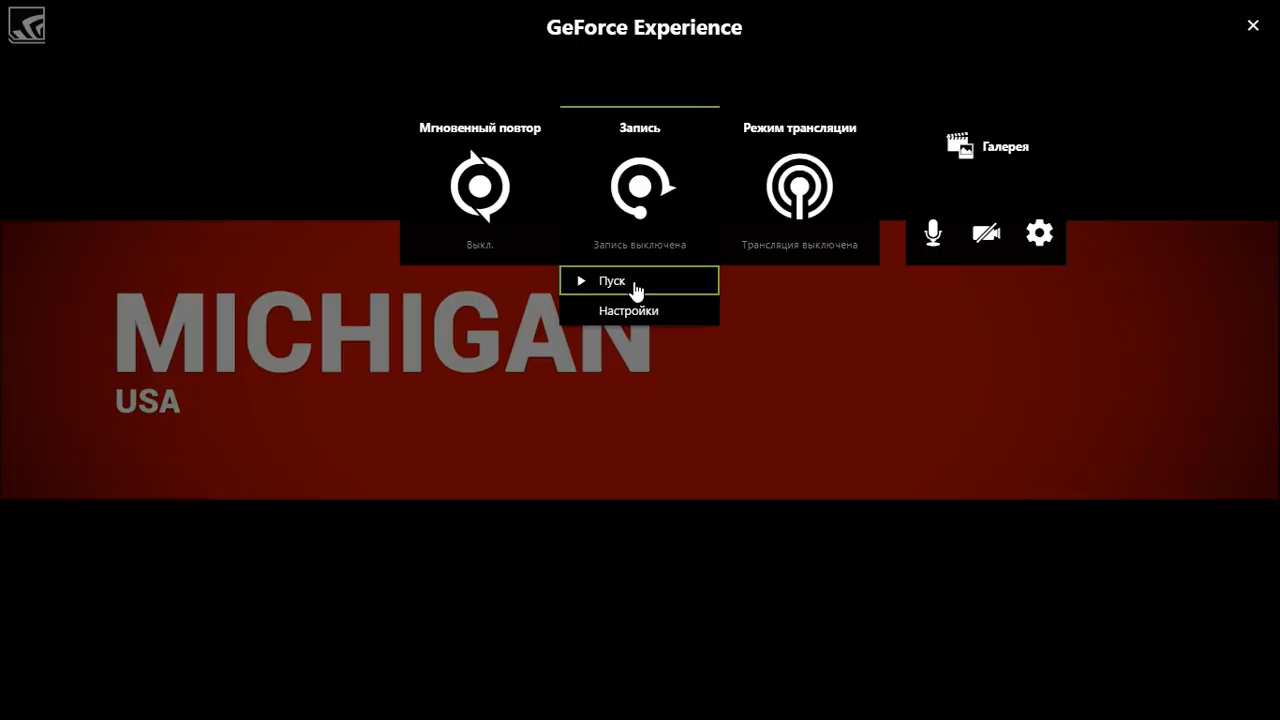 GeForce Experience
Мгновенный повтор
Запись
Режим трансляции
Галерея
Выкл.
Запись выключена
Трансляция выключена
Пуск
Настройки
MICHIGAN
USA